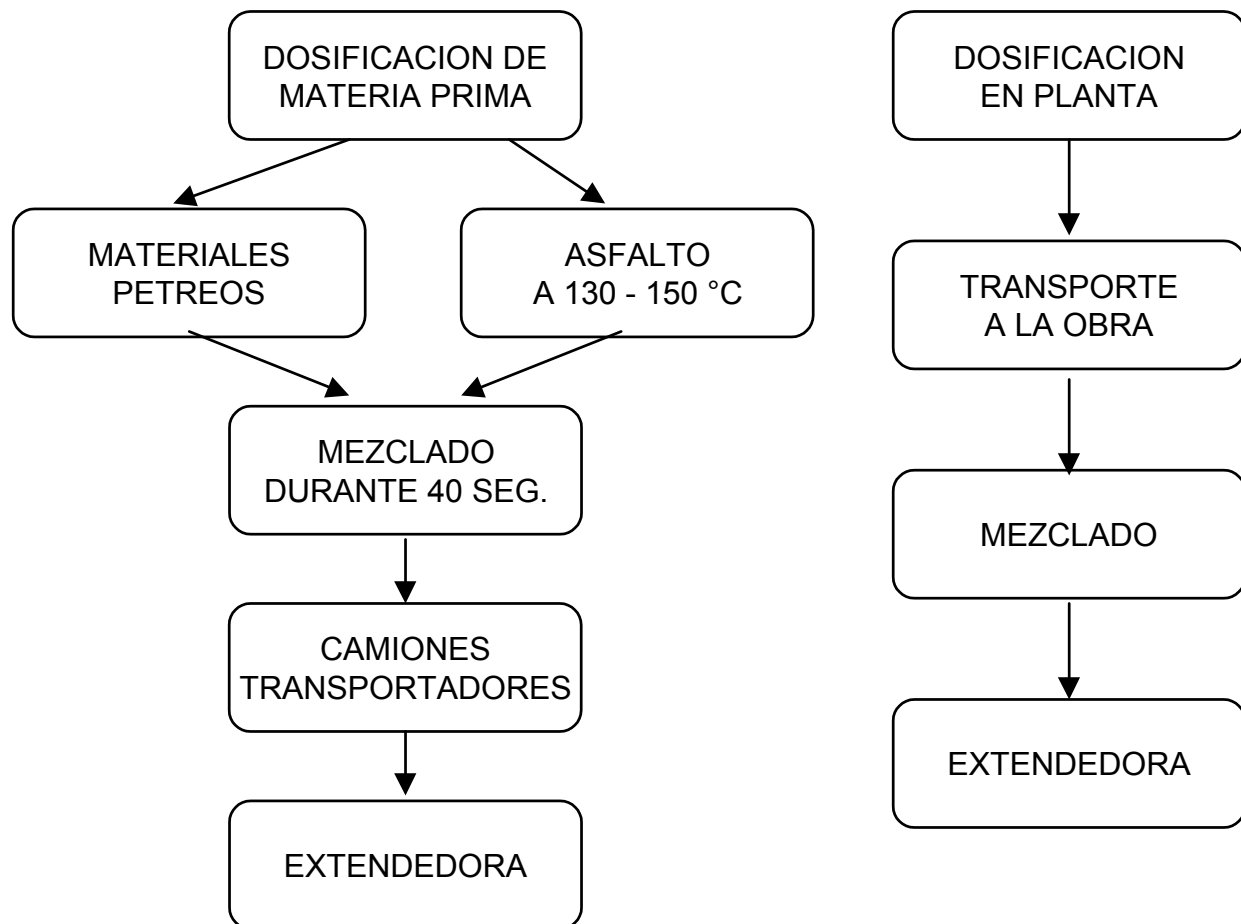 DOSIFICACION DE
MATERIA PRIMA
MATERIALES
PETREOS
ASFALTO
A 130 - 150 °C
MEZCLADO
DURANTE 40 SEG.
CAMIONES
TRANSPORTADORES
EXTENDEDORA
DOSIFICACION
EN PLANTA
TRANSPORTE
A LA OBRA
MEZCLADO
EXTENDEDORA